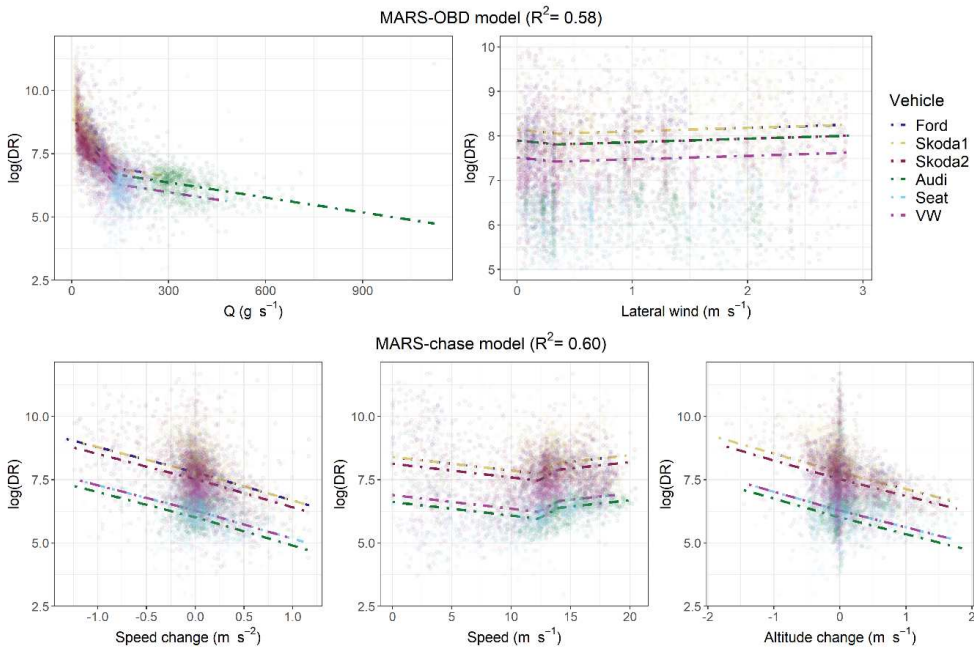 MARS-OBD model (R²= 0.58)
log(DR)
10.0
7.5
5.0
2.5
0 300 600 900
Q (g s⁻¹)
log(DR)
10
9
8
7
8
5
0 1 2 3
Lateral wind (m s⁻¹)
Vehicle
Ford
Skoda1
Skoda2
Audi
Seat
VW
MARS-chase model (R²= 0.60)
log(DR)
10.0
7.5
5.0
2.5
-1.0 -0.5 0.0 0.5 1.0
Speed change (m s⁻²)
log(DR)
10.0
7.5
5.0
2.5
0 5 10 15 20
Speed (m s⁻¹)
log(DR)
10.0
7.5
5.0
2.5
-2 -1 0 1 2
Altitude change (m s⁻¹)